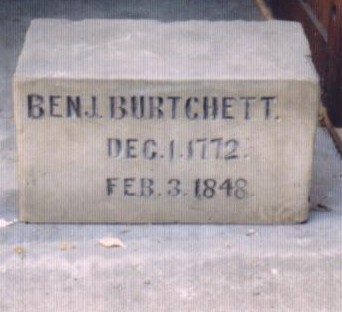 BENJ. BURTCHETT.
DEC. 1. 1772.
FEB. 3. 1848.